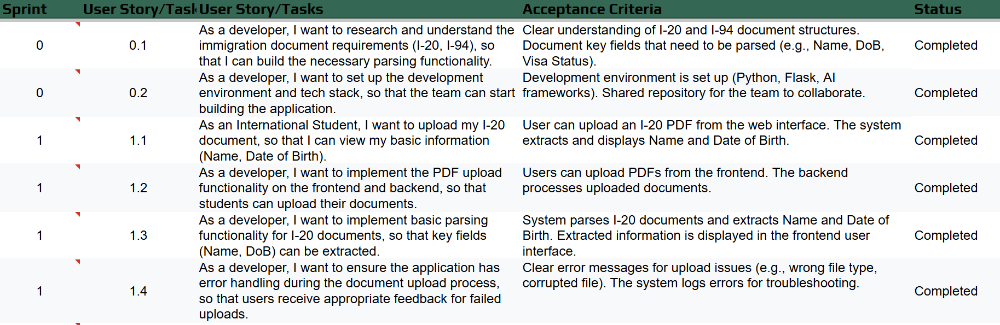 Sprint User Story/Task User Story/Tasks Acceptance Criteria Status
As a developer, I want to research and understand the Clear understanding of I-20 and I-94 document structures.
0 0.1 immigration document requirements (I-20, I-94), so Document key fields that need to be parsed (e.g., Name, DoB, Completed
that I can build the necessary parsing functionality. Visa Status).
As a developer, I want to set up the development Development environment is set up (Python, Flask, AI
0 0.2 environment and tech stack, so that the team can start frameworks). Shared repository for the team to collaborate. Completed
building the application.
As an International Student, I want to upload my I-20 User can upload an I-20 PDF from the web interface. The system
1 1.1 document, so that I can view my basic information extracts and displays Name and Date of Birth. Completed
(Name, Date of Birth).
As a developer, I want to implement the PDF upload Users can upload PDFs from the frontend. The backend
1 1.2 functionality on the frontend and backend, so that processes uploaded documents. Completed
students can upload their documents.
As a developer, I want to implement basic parsing System parses I-20 documents and extracts Name and Date of
1 1.3 functionality for I-20 documents, so that key fields Birth. Extracted information is displayed in the frontend user Completed
(Name, DoB) can be extracted. interface.
As a developer, I want to ensure the application has Clear error messages for upload issues (e.g., wrong file type,
error handling during the document upload process, corrupted file). The system logs errors for troubleshooting.
1 1.4 so that users receive appropriate feedback for failed Completed
uploads.